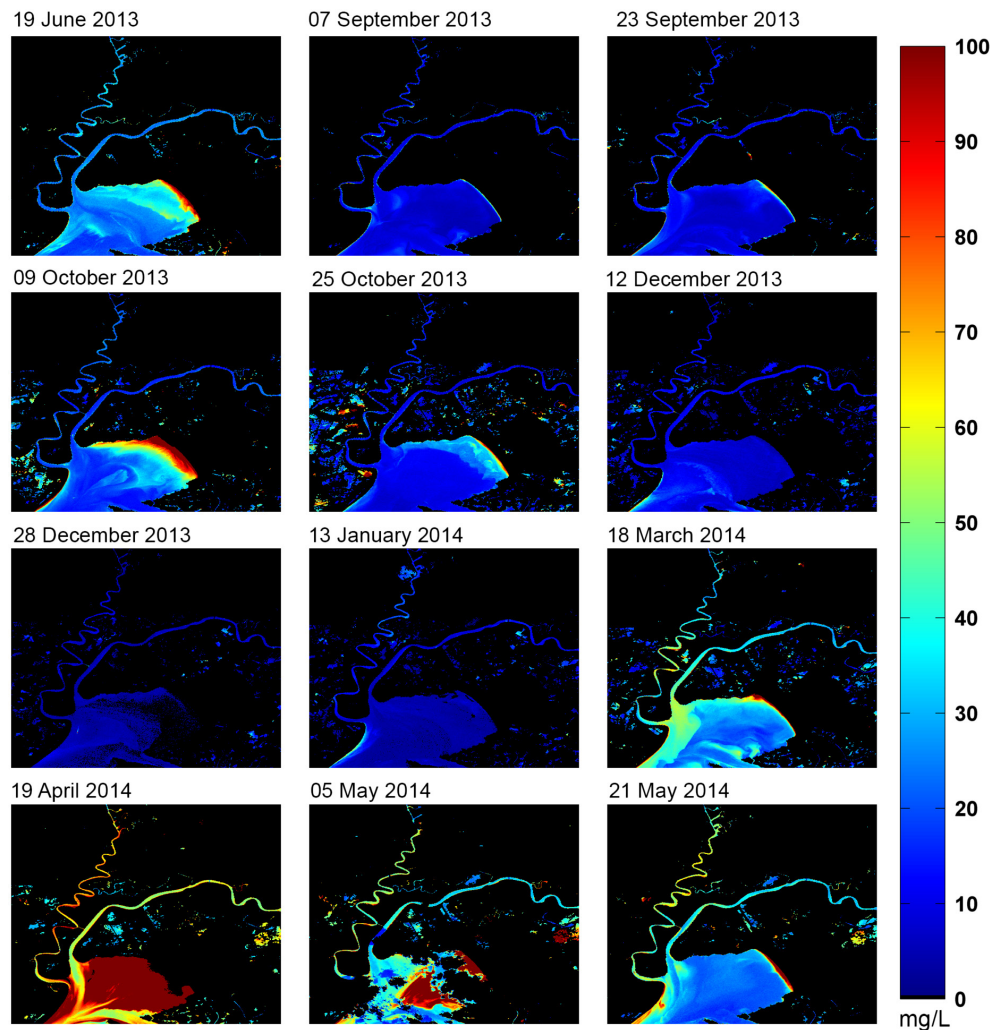 19 June 2013
07 September 2013
23 September 2013
09 October 2013
25 October 2013
12 December 2013
28 December 2013
13 January 2014
18 March 2014
19 April 2014
05 May 2014
21 May 2014
100
90
80
70
60
50
40
30
20
10
0
mg/L